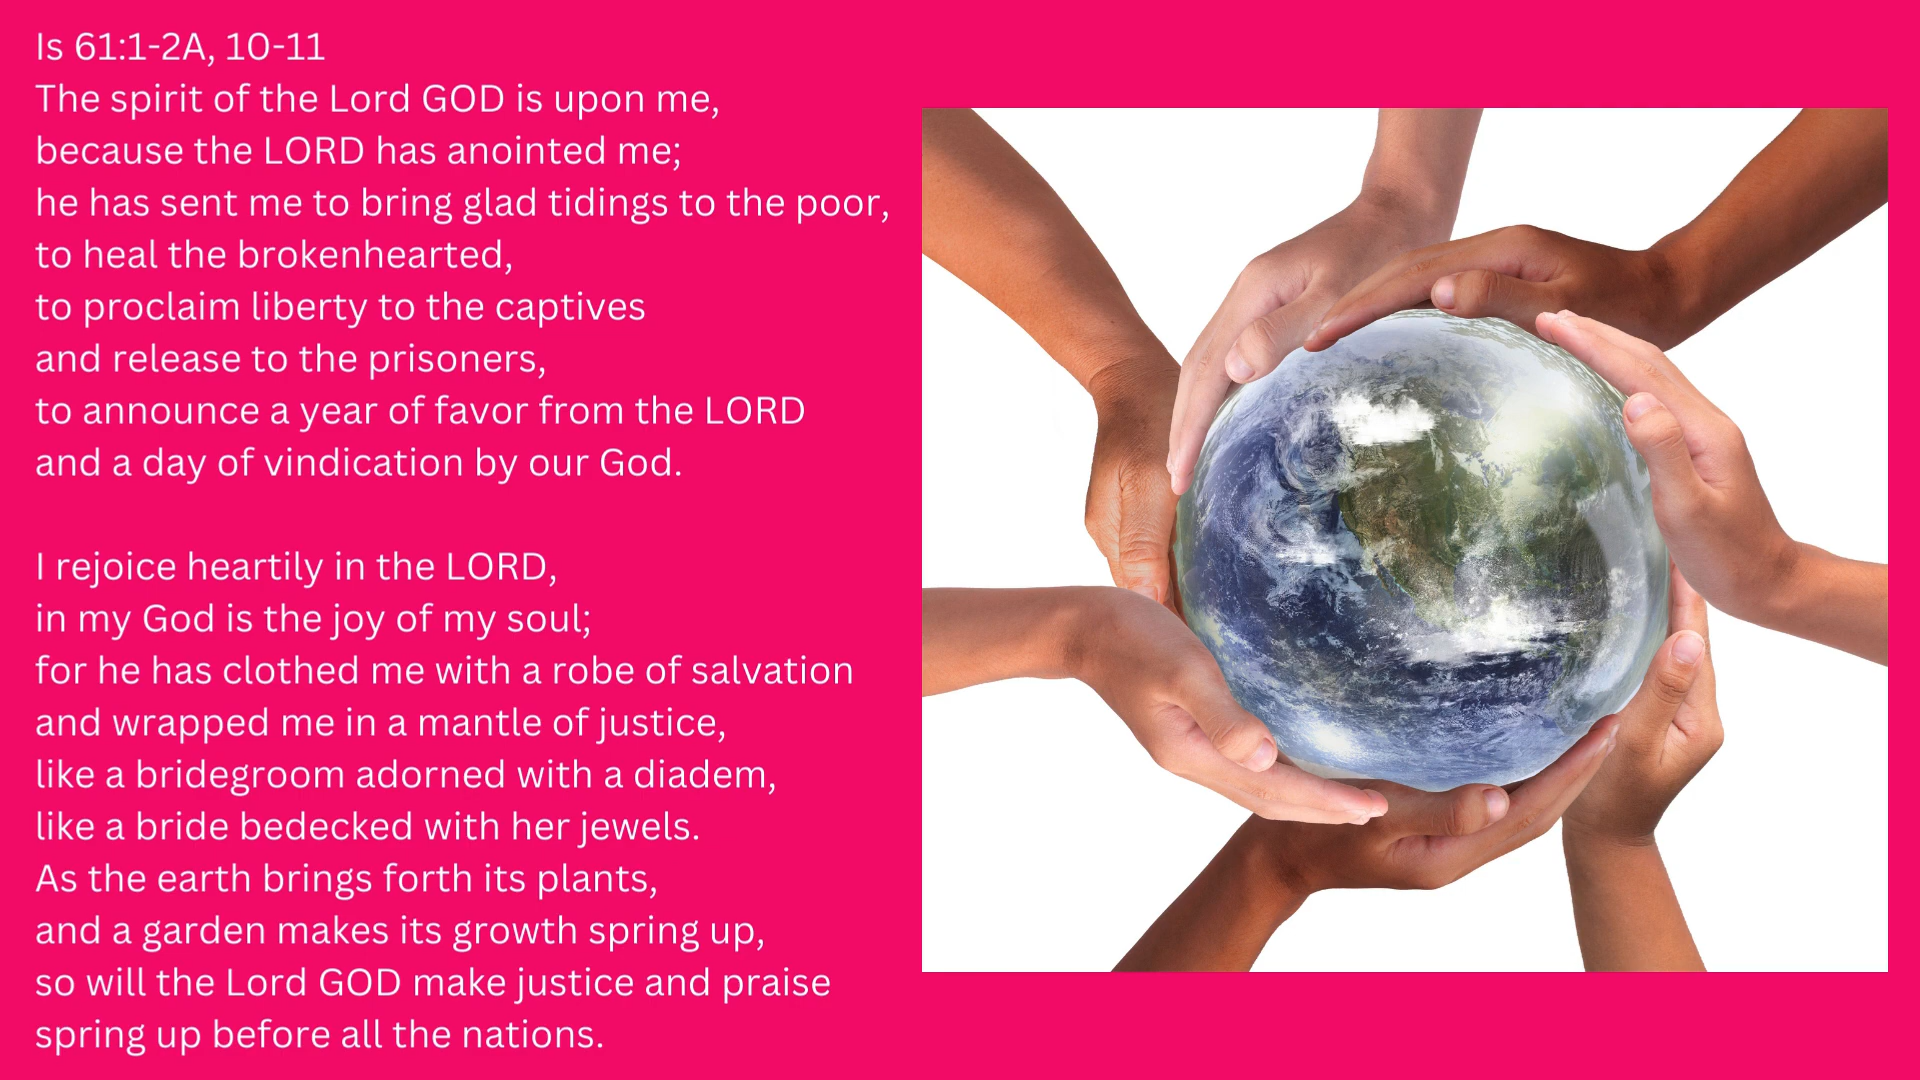 Is 61:1-2A, 10-11
The spirit of the Lord GOD is upon me,
because the LORD has anointed me;
he has sent me to bring glad tidings to the poor,
to heal the brokenhearted,
to proclaim liberty to the captives
and release to the prisoners,
to announce a year of favor from the LORD
and a day of vindication by our God.
I rejoice heartily in the LORD,
in my God is the joy of my soul;
for he has clothed me with a robe of salvation
and wrapped me in a mantle of justice,
like a bridegroom adorned with a diadem,
like a bride bedecked with her jewels.
As the earth brings forth its plants,
and a garden makes its growth spring up,
so will the Lord GOD make justice and praise
spring up before all the nations.